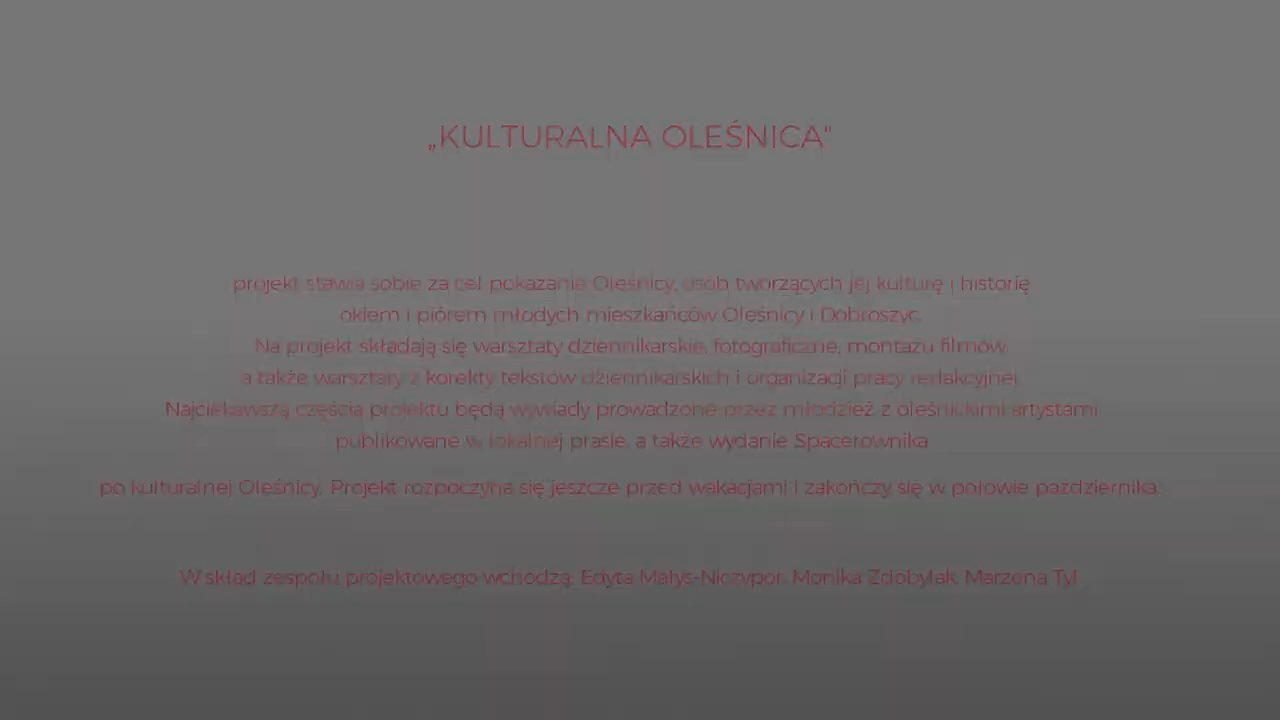 „KULTURALNA OLEŚNICA"
projekt stawia sobie za cel pokazanie Oleśnicy, osób tworzących jej kulturę i historię
okiem i piórem młodych mieszkańców Oleśnicy i Dobroszyc.
Na projekt składają się warsztaty dziennikarskie, fotograficzne, montażu filmów,
a także warsztaty z korekty tekstów dziennikarskich i organizacji pracy redakcyjnej.
Najciekawszą częścią projektu będą wywiady prowadzone przez młodzież z oleśnickimi artystami
publikowane w lokalnej prasie, a także wydanie Spacerownika
po kulturalnej Oleśnicy. Projekt rozpoczyna się jeszcze przed wakacjami i zakończy się w połowie października.
W skład zespołu projektowego wchodzą: Edyta Małys-Niczypor, Monika Zdobylak, Marzena Tyl